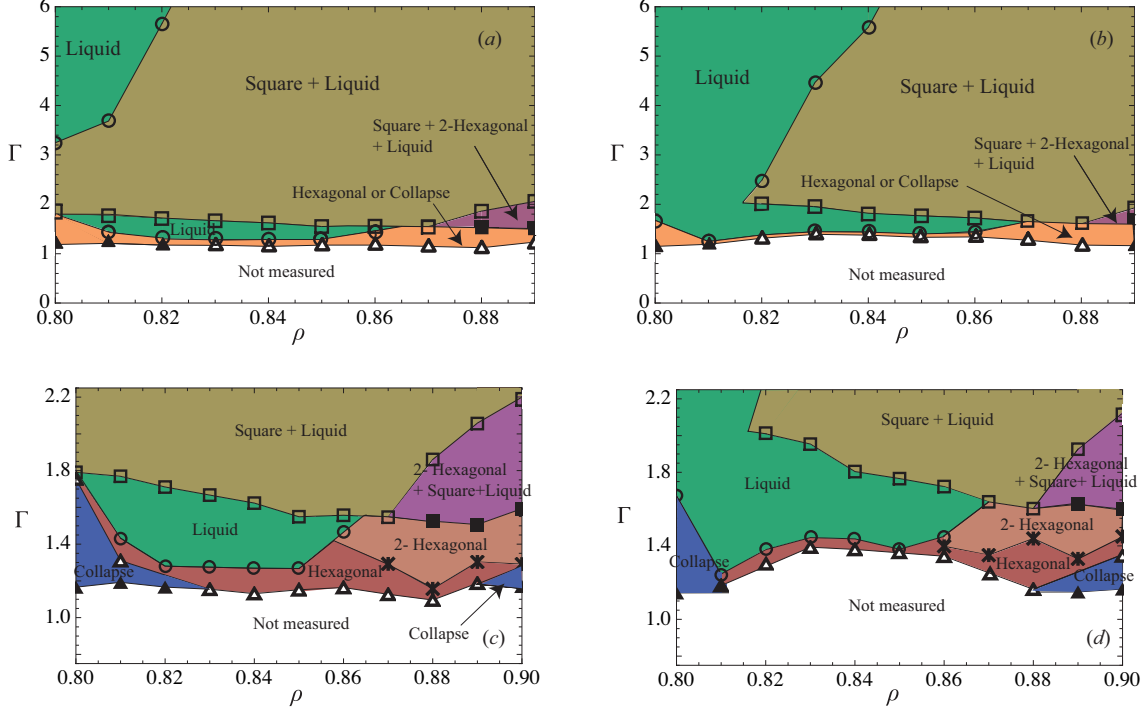 6
5
4
3
2
1
0
Γ
(a)
Liquid
Square + Liquid
Square + 2-Hexagonal
+ Liquid
Hexagonal or Collapse
Liquid
Not measured
0.80
0.82
0.84
0.86
0.88
ρ
6
5
4
3
2
1
0
Γ
(b)
Liquid
Square + Liquid
Square + 2-Hexagonal
+ Liquid
Hexagonal or Collapse
Not measured
0.80
0.82
0.84
0.86
0.88
ρ
2.2
1.8
1.4
1.0
Γ
Square + Liquid
2- Hexagonal
+ Square+Liquid
Liquid
2- Hexagonal
Hexagonal
Collapse
Not measured
Collapse
(c)
0.80
0.82
0.84
0.86
0.88
0.90
ρ
2.2
1.8
1.4
1.0
Γ
Square + Liquid
2- Hexagonal
+ Square+ Liquid
Liquid
2- Hexagonal
Hexagonal
Collapse
Collapse
Not measured
(d)
0.80
0.82
0.84
0.86
0.88
0.90
ρ